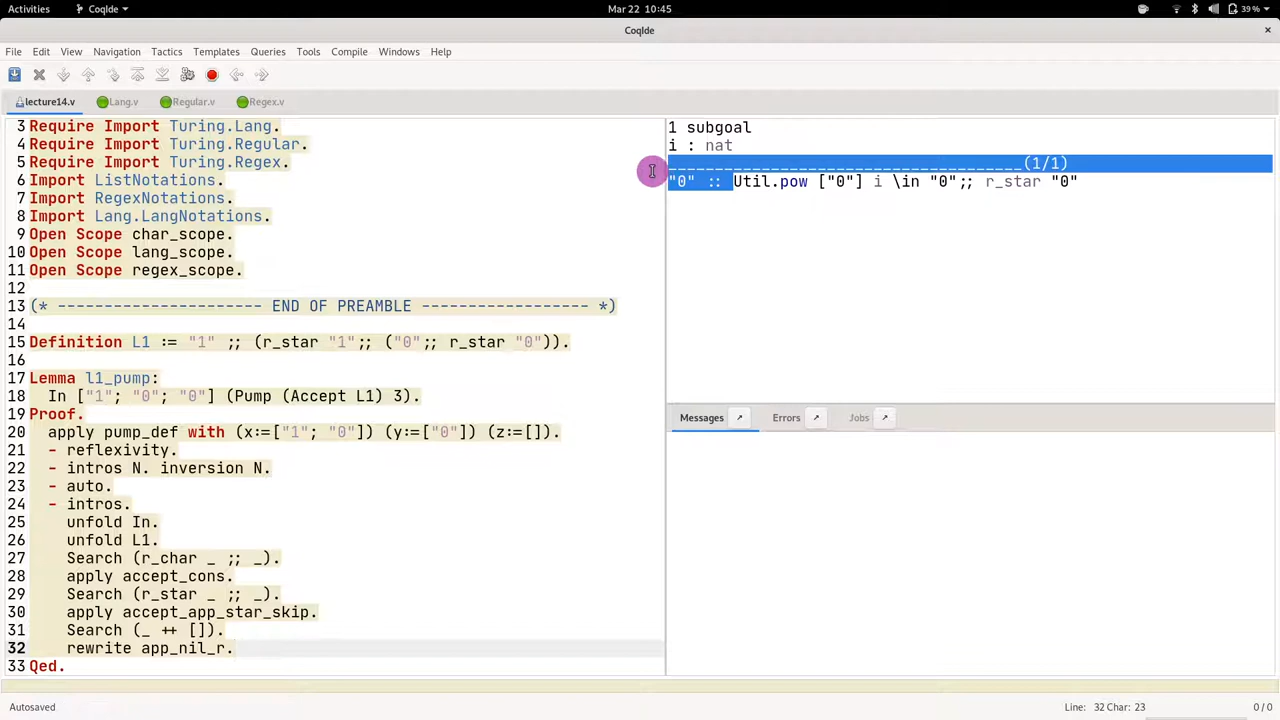 Activities
CoqIde
Mar 22 10:45
39%
CoqIde
File Edit View Navigation Tactics Templates Queries Tools Compile Windows Help
lecture14.v Lang.v Regular.v Regex.v
3 Require Import Turing.Lang.
4 Require Import Turing.Regular.
5 Require Import Turing.Regex.
6 Import ListNotations.
7 Import RegexNotations.
8 Import Lang.LangNotations.
9 Open Scope char_scope.
10 Open Scope lang_scope.
11 Open Scope regex_scope.
12
13 (* ---------------------- END OF PREAMBLE ------------------ *)
14
15 Definition L1 := "1" ;; (r_star "1";; ("0";; r_star "0")).
16
17 Lemma l1_pump:
18   In ["1"; "0"; "0"] (Pump (Accept L1) 3).
19 Proof.
20   apply pump_def with (x:=["1"; "0"]) (y:=["0"]) (z:=[]).
21   - reflexivity.
22   - intros N. inversion N.
23   - auto.
24   - intros.
25     unfold In.
26     unfold L1.
27     Search (r_char _ ;; _).
28     apply accept_cons.
29     Search (r_star _ ;; _).
30     apply accept_app_star_skip.
31     Search (_ ++ []).
32     rewrite app_nil_r.
33 Qed.
1 subgoal
i : nat
______________________________________(1/1)
"0" :: Util.pow ["0"] i \in "0";; r_star "0"
Messages Errors Jobs
Autosaved
Line: 32 Char: 23
0 / 0